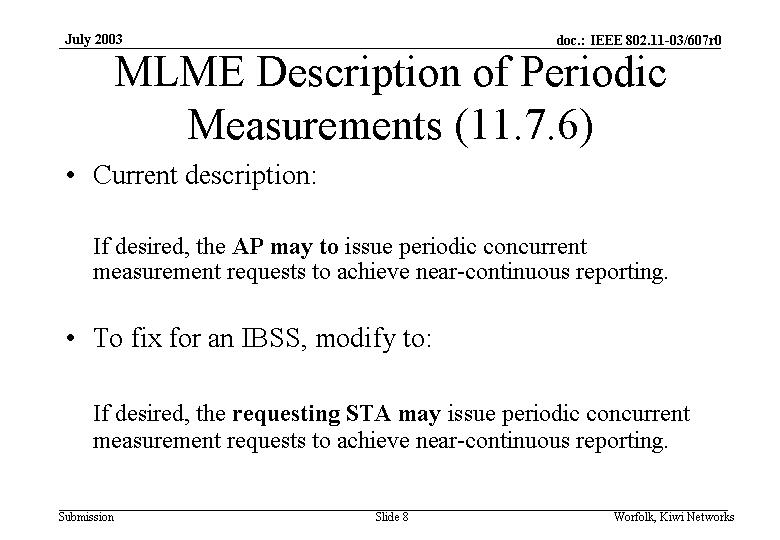 July 2003
doc.: IEEE 802.11-03/607r0
MLME Description of Periodic
Measurements (11.7.6)
• Current description:
If desired, the AP may to issue periodic concurrent
measurement requests to achieve near-continuous reporting.
• To fix for an IBSS, modify to:
If desired, the requesting STA may issue periodic concurrent
measurement requests to achieve near-continuous reporting.
Submission
Slide 8
Worfolk, Kiwi Networks